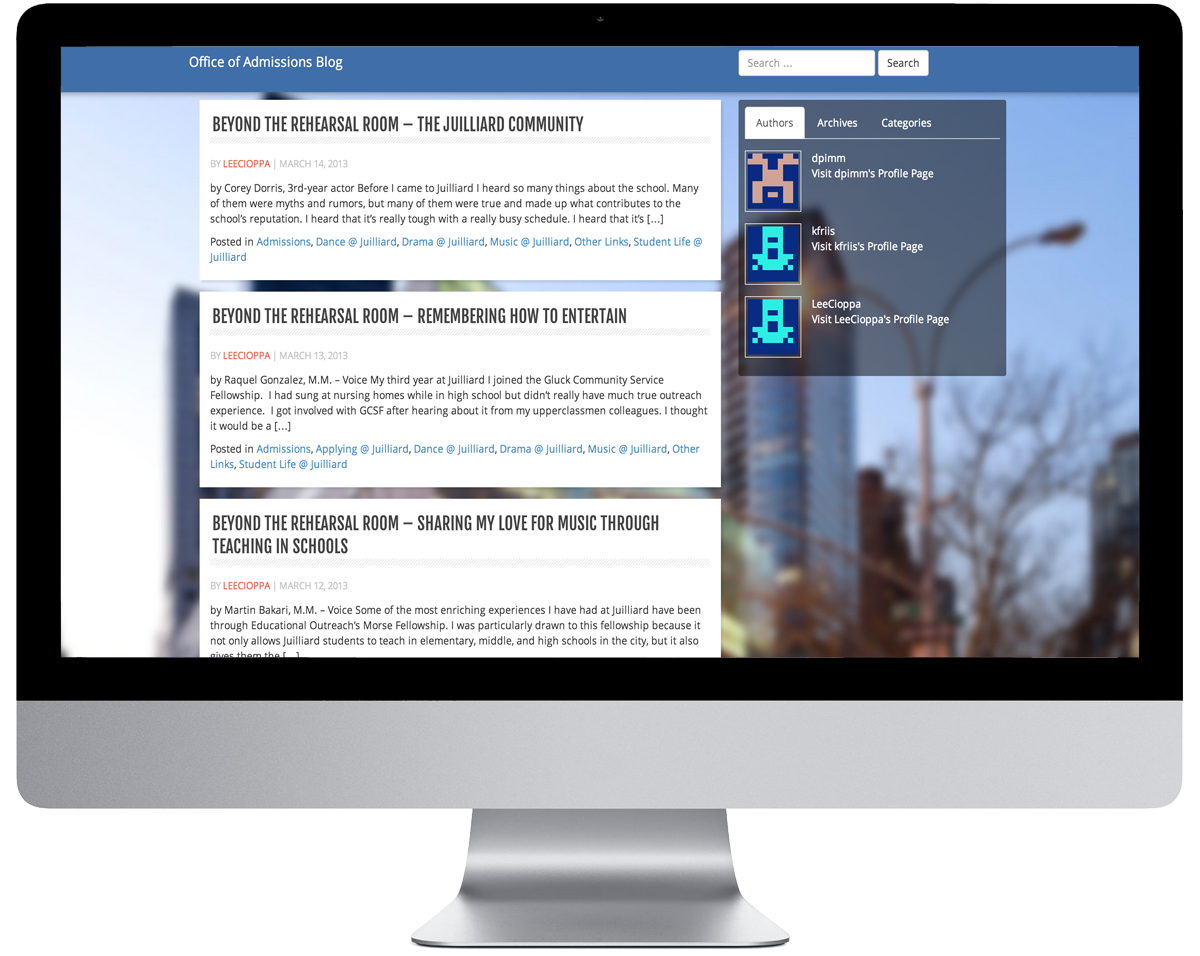 Office of Admissions Blog
Search ...
Search
BEYOND THE REHEARSAL ROOM – THE JUILLIARD COMMUNITY
BY LEECIOPPA | MARCH 14, 2013
by Corey Dorris, 3rd-year actor Before I came to Juilliard I heard so many things about the school. Many
of them were myths and rumors, but many of them were true and made up what contributes to the
school's reputation. I heard that it's really tough with a really busy schedule. I heard that it's […]
Posted in Admissions, Dance @ Juilliard, Drama @ Juilliard, Music @ Juilliard, Other Links, Student Life @
Juilliard
BEYOND THE REHEARSAL ROOM – REMEMBERING HOW TO ENTERTAIN
BY LEECIOPPA | MARCH 13, 2013
by Raquel Gonzalez, M.M. – Voice My third year at Juilliard I joined the Gluck Community Service
Fellowship.  I had sung at nursing homes while in high school but didn't really have much true outreach
experience.  I got involved with GCSF after hearing about it from my upperclassmen colleagues. I thought
it would be a […]
Posted in Admissions, Applying @ Juilliard, Dance @ Juilliard, Drama @ Juilliard, Music @ Juilliard, Other
Links, Student Life @ Juilliard
BEYOND THE REHEARSAL ROOM – SHARING MY LOVE FOR MUSIC THROUGH
TEACHING IN SCHOOLS
BY LEECIOPPA | MARCH 12, 2013
by Martin Bakari, M.M. – Voice Some of the most enriching experiences I have had at Juilliard have been
through Educational Outreach's Morse Fellowship. I was particularly drawn to this fellowship because it
not only allows Juilliard students to teach in elementary, middle, and high schools in the city, but it also
gives them the […]
Authors
Archives
Categories
dpimm
Visit dpimm's Profile Page
kfriis
Visit kfriis's Profile Page
LeeCioppa
Visit LeeCioppa's Profile Page